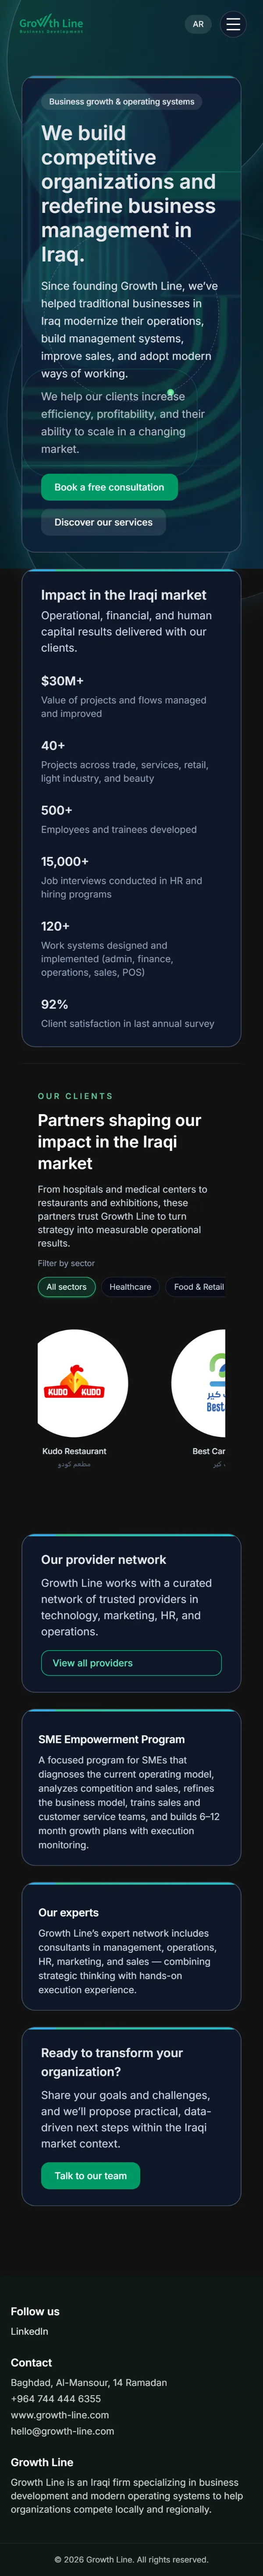 Growth Line
Business Development
AR
Business growth & operating systems
We build
competitive
organizations and
redefine business
management in
Iraq.
Since founding Growth Line, we've
helped traditional businesses in
Iraq modernize their operations,
build management systems,
improve sales, and adopt modern
ways of working.
We help our clients increase
efficiency, profitability, and their
ability to scale in a changing
market.
Book a free consultation
Discover our services
Impact in the Iraqi market
Operational, financial, and human
capital results delivered with our
clients.
$30M+
Value of projects and flows managed
and improved
40+
Projects across trade, services, retail,
light industry, and beauty
500+
Employees and trainees developed
15,000+
Job interviews conducted in HR and
hiring programs
120+
Work systems designed and
implemented (admin, finance,
operations, sales, POS)
92%
Client satisfaction in last annual survey
OUR CLIENTS
Partners shaping our
impact in the Iraqi
market
From hospitals and medical centers to
restaurants and exhibitions, these
partners trust Growth Line to turn
strategy into measurable operational
results.
Filter by sector
All sectors Healthcare Food & Retail
KUDO KUDO
Kudo Restaurant Best Car
مطعم كودو
Our provider network
Growth Line works with a curated
network of trusted providers in
technology, marketing, HR, and
operations.
View all providers
SME Empowerment Program
A focused program for SMEs that
diagnoses the current operating model,
analyzes competition and sales, refines
the business model, trains sales and
customer service teams, and builds 6–12
month growth plans with execution
monitoring.
Our experts
Growth Line's expert network includes
consultants in management, operations,
HR, marketing, and sales — combining
strategic thinking with hands-on
execution experience.
Ready to transform your
organization?
Share your goals and challenges,
and we'll propose practical, data-
driven next steps within the Iraqi
market context.
Talk to our team
Follow us
LinkedIn
Contact
Baghdad, Al-Mansour, 14 Ramadan
+964 744 444 6355
www.growth-line.com
hello@growth-line.com
Growth Line
Growth Line is an Iraqi firm specializing in business
development and modern operating systems to help
organizations compete locally and regionally.
© 2026 Growth Line. All rights reserved.